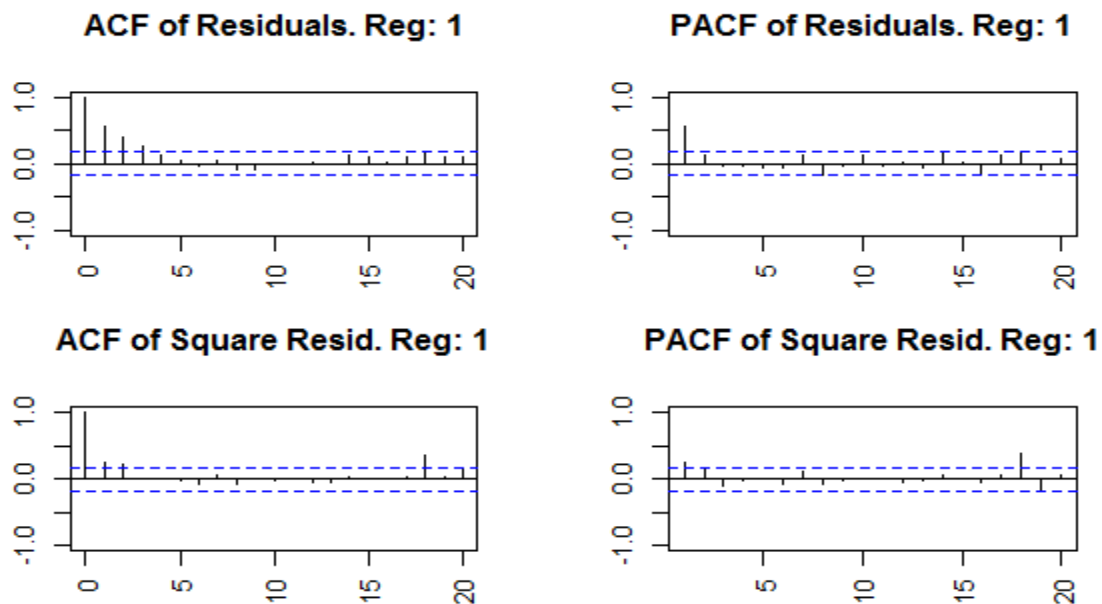 ACF of Residuals. Reg: 1
1.0
0.0
-1.0
0 5 10 15 20
PACF of Residuals. Reg: 1
1.0
0.0
-1.0
5 10 15 20
ACF of Square Resid. Reg: 1
1.0
0.0
-1.0
0 5 10 15 20
PACF of Square Resid. Reg: 1
1.0
0.0
-1.0
5 10 15 20